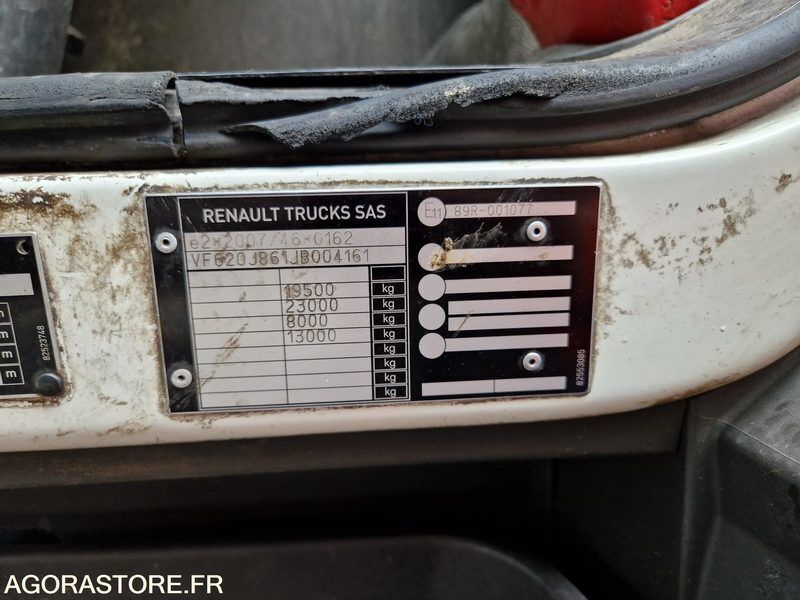 RENAULT TRUCKS SAS
e2*2007/46*0162
VF620J861JB004161
19500 kg
23000 kg
8000 kg
13000 kg
kg
kg
kg
kg
E11 89R-001077
82553085
82523748
m
m
m
m
AGORASTORE.FR